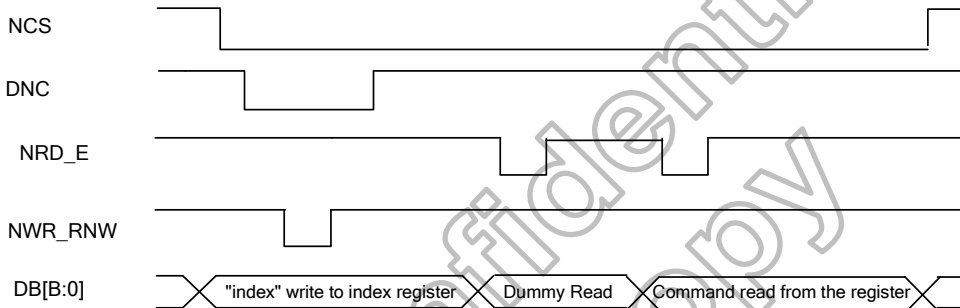 NCS
DNC
NRD_E
NWR_RNW
DB[B:0] "index" write to index register Dummy Read Command read from the register